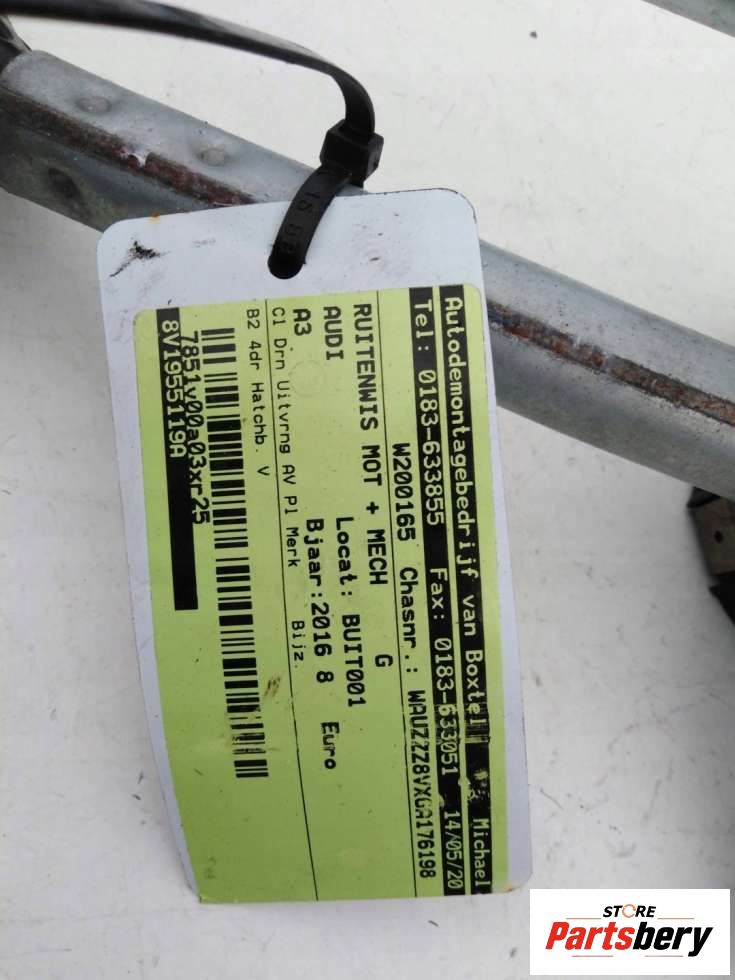 Autodemontagebedrijf van Boxtel Michael
Tel: 0183-633855 Fax: 0183-633051 14/05/20
W200165 Chasnr.: WAUZZZ8VXGA176198
RUITENWIS MOT + MECH G
AUDI Locat: BUIT001
A3 Bjaar: 2016 8 Euro
Cl Drn Uitvrng AV Pl Merk Bijz.
B2 4dr Hatchb. V
7851v00a03xr25
8V1955119A
STORE
Partsbery